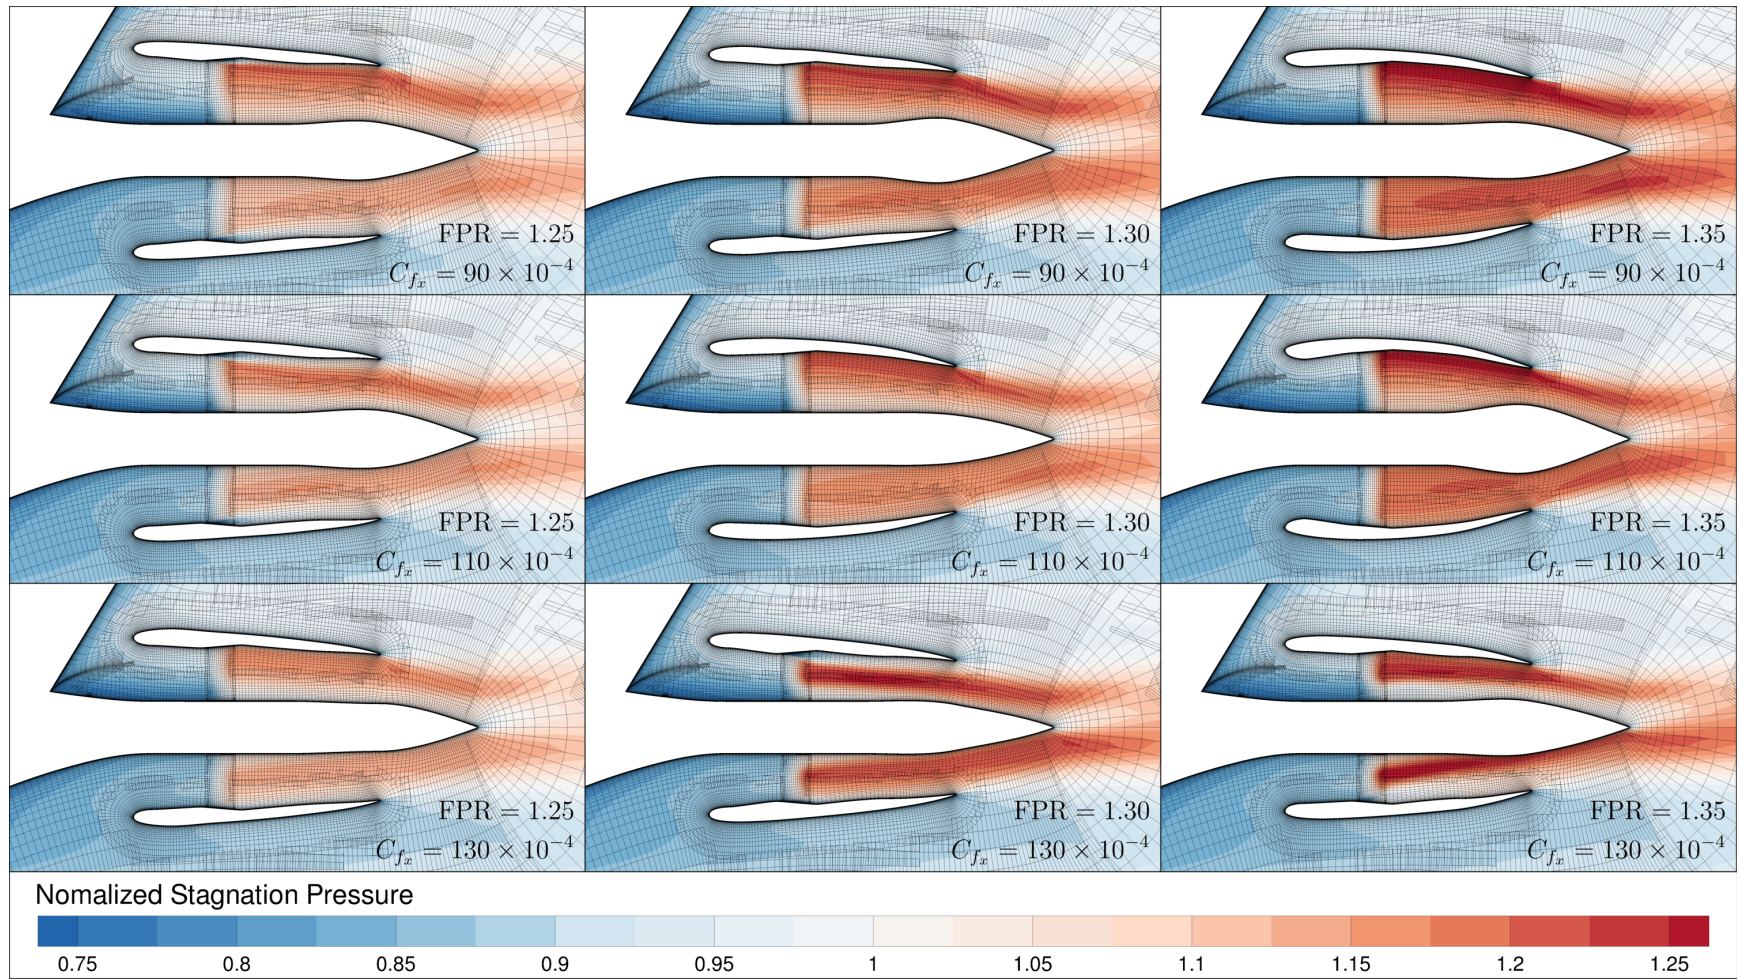 FPR = 1.25
C_{f_x} = 90 × 10⁻⁴
FPR = 1.30
C_{f_x} = 90 × 10⁻⁴
FPR = 1.35
C_{f_x} = 90 × 10⁻⁴
FPR = 1.25
C_{f_x} = 110 × 10⁻⁴
FPR = 1.30
C_{f_x} = 110 × 10⁻⁴
FPR = 1.35
C_{f_x} = 110 × 10⁻⁴
FPR = 1.25
C_{f_x} = 130 × 10⁻⁴
FPR = 1.30
C_{f_x} = 130 × 10⁻⁴
FPR = 1.35
C_{f_x} = 130 × 10⁻⁴
Nomalized Stagnation Pressure
0.75 0.8 0.85 0.9 0.95 1 1.05 1.1 1.15 1.2 1.25